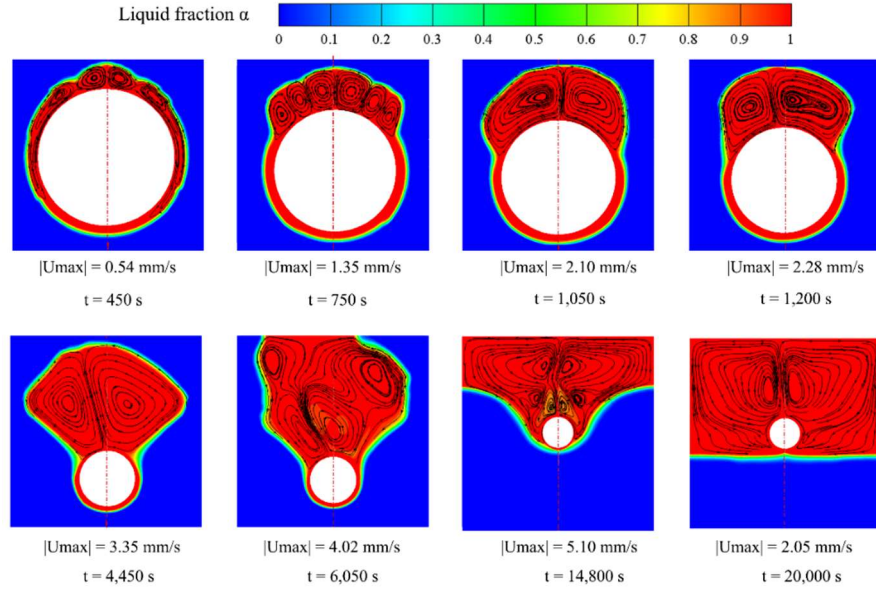 Liquid fraction α
0 0.1 0.2 0.3 0.4 0.5 0.6 0.7 0.8 0.9 1
|Umax| = 0.54 mm/s |Umax| = 1.35 mm/s |Umax| = 2.10 mm/s |Umax| = 2.28 mm/s
t = 450 s t = 750 s t = 1,050 s t = 1,200 s
|Umax| = 3.35 mm/s |Umax| = 4.02 mm/s |Umax| = 5.10 mm/s |Umax| = 2.05 mm/s
t = 4,450 s t = 6,050 s t = 14,800 s t = 20,000 s